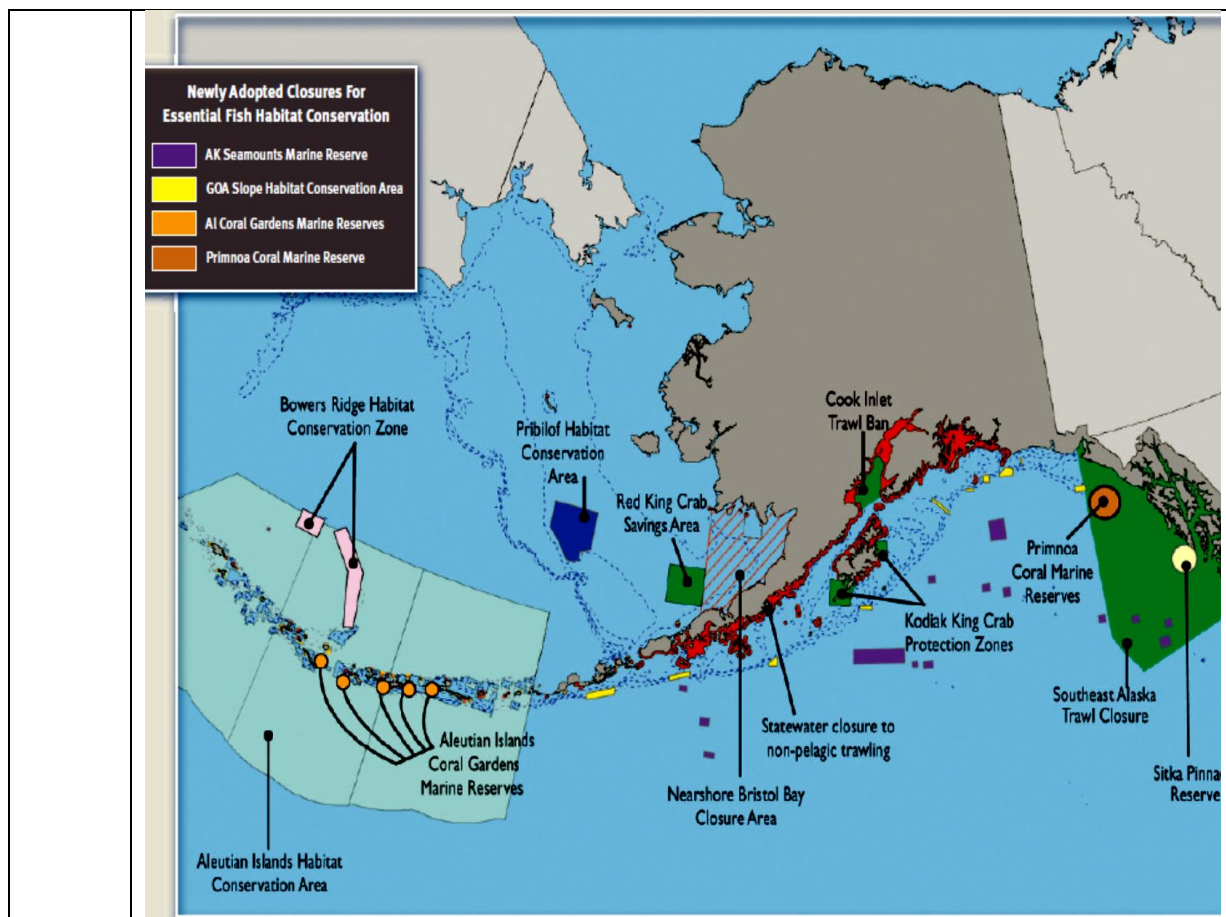 Newly Adopted Closures For
Essential Fish Habitat Conservation
AK Seamounts Marine Reserve
GOA Slope Habitat Conservation Area
AI Coral Gardens Marine Reserves
Primnoa Coral Marine Reserve
Bowers Ridge Habitat
Conservation Zone
Pribilof Habitat
Conservation
Area
Red King Crab
Savings Area
Cook Inlet
Trawl Ban
Primnoa
Coral Marine
Reserves
Kodiak King Crab
Protection Zones
Southeast Alaska
Trawl Closure
Sitka Pinnac
Reserve
Statewater closure to
non-pelagic trawling
Nearshore Bristol Bay
Closure Area
Aleutian Islands
Coral Gardens
Marine Reserves
Aleutian Islands Habitat
Conservation Area